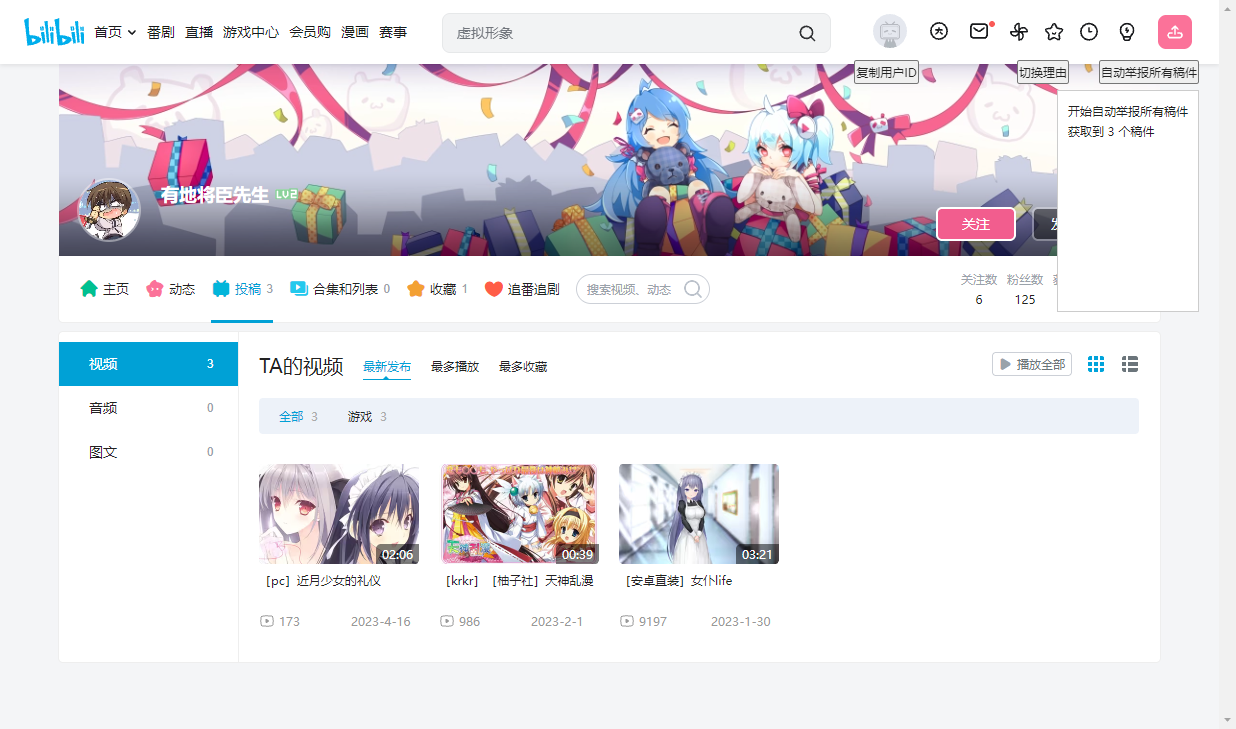 bilibili 首页 番剧 直播 游戏中心 会员购 漫画 赛事 虚拟形象
复制用户ID 切换理由 自动举报所有稿件
开始自动举报所有稿件
获取到 3 个稿件
有地将臣先生 LV2
关注 发
主页 动态 投稿 3 合集和列表 0 收藏 1 追番追剧 搜索视频、动态
关注数 粉丝数
6 125
视频 3
音频 0
图文 0
TA的视频 最新发布 最多播放 最多收藏 播放全部
全部 3 游戏 3
02:06 00:39 03:21
[pc] 近月少女的礼仪 [krkr] [柚子社] 天神乱漫 [安卓直装] 女仆life
173 2023-4-16 986 2023-2-1 9197 2023-1-30